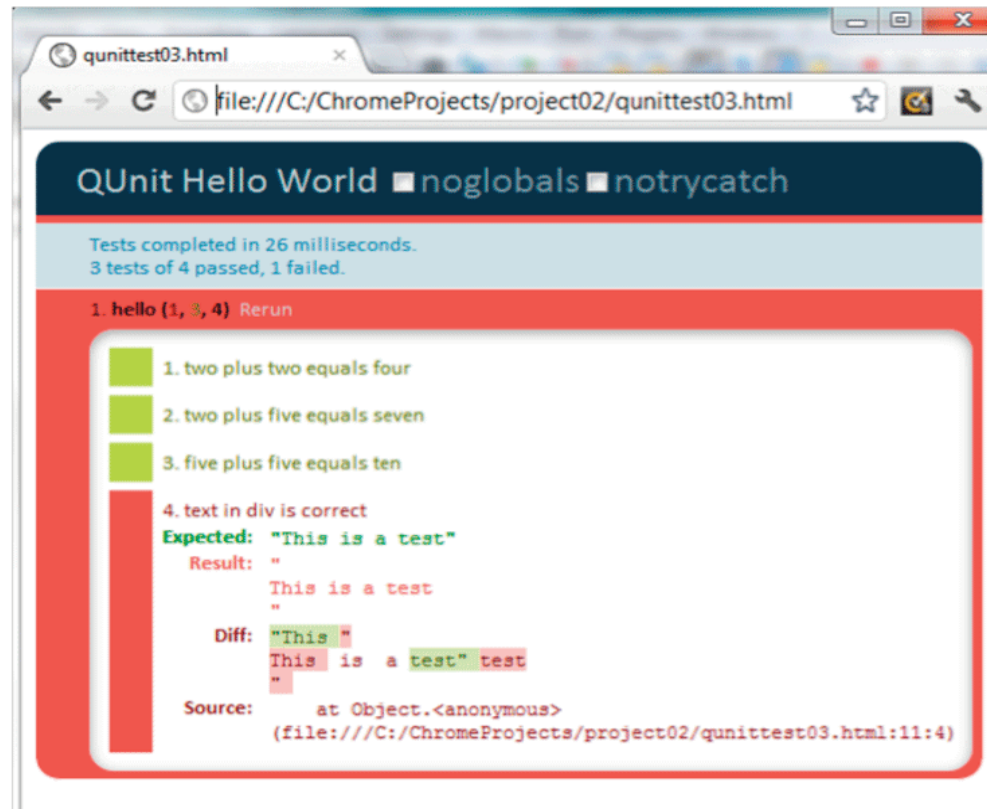 qunittest03.html
file:///C:/ChromeProjects/project02/qunittest03.html
QUnit Hello World noglobals notrycatch
Tests completed in 26 milliseconds.
3 tests of 4 passed, 1 failed.
1. hello (1, 3, 4) Rerun
1. two plus two equals four
2. two plus five equals seven
3. five plus five equals ten
4. text in div is correct
Expected: "This is a test"
Result: "
This is a test
"
Diff: "This "
This is a test" test
"
Source: at Object.<anonymous>
(file:///C:/ChromeProjects/project02/qunittest03.html:11:4)